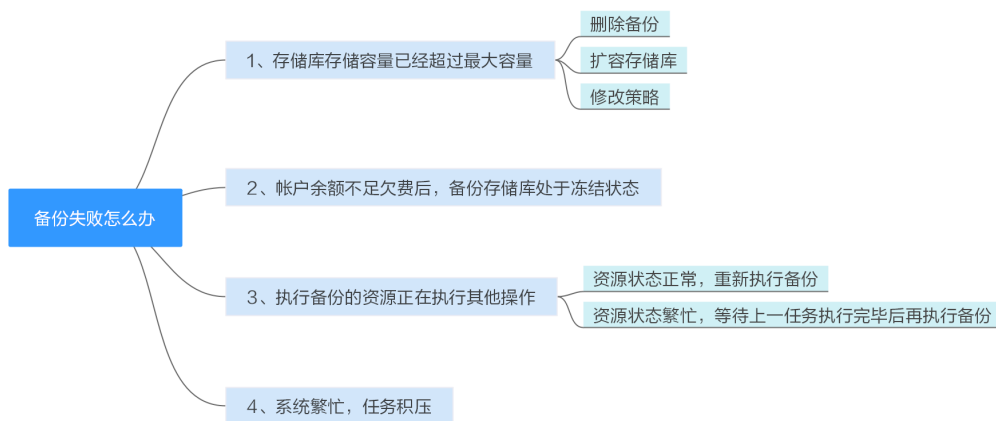 备份失败怎么办
1、存储库存储容量已经超过最大容量
删除备份
扩容存储库
修改策略
2、帐户余额不足欠费后，备份存储库处于冻结状态
3、执行备份的资源正在执行其他操作
资源状态正常，重新执行备份
资源状态繁忙，等待上一任务执行完毕后再执行备份
4、系统繁忙，任务积压